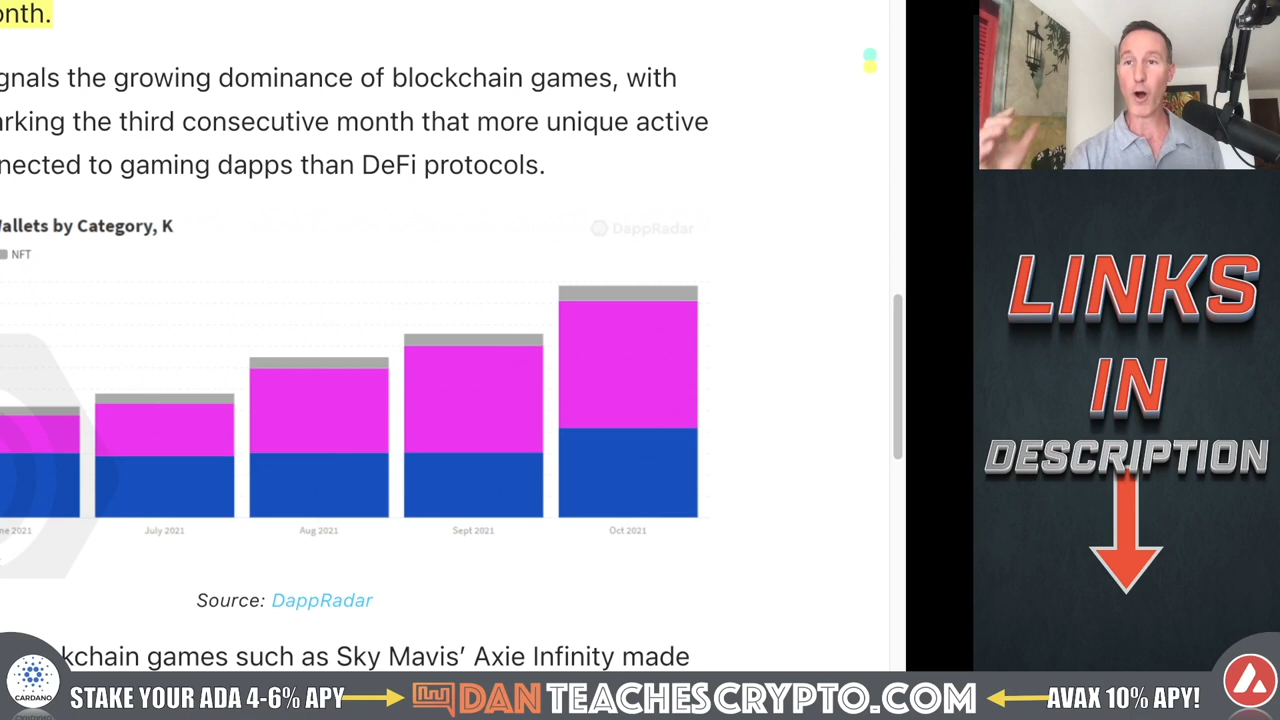 onth.
gnals the growing dominance of blockchain games, with
arking the third consecutive month that more unique active
nected to gaming dapps than DeFi protocols.
Wallets by Category, K
DappRadar
NFT
ne 2021
July 2021
Aug 2021
Sept 2021
Oct 2021
Source: DappRadar
kchain games such as Sky Mavis’ Axie Infinity made
LINKS
IN
DESCRIPTION
CARDANO
STAKE YOUR ADA 4-6% APY
DANTEACHESCRYPTO.COM
AVAX 10% APY!